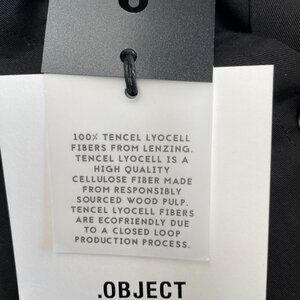 6
100% TENCEL LYOCELL
FIBERS FROM LENZING.
TENCEL LYOCELL IS A
HIGH QUALITY
CELLULOSE FIBER MADE
FROM RESPONSIBLY
SOURCED WOOD PULP.
TENCEL LYOCELL FIBERS
ARE ECOFRIENDLY DUE
TO A CLOSED LOOP
PRODUCTION PROCESS.
.OBJECT